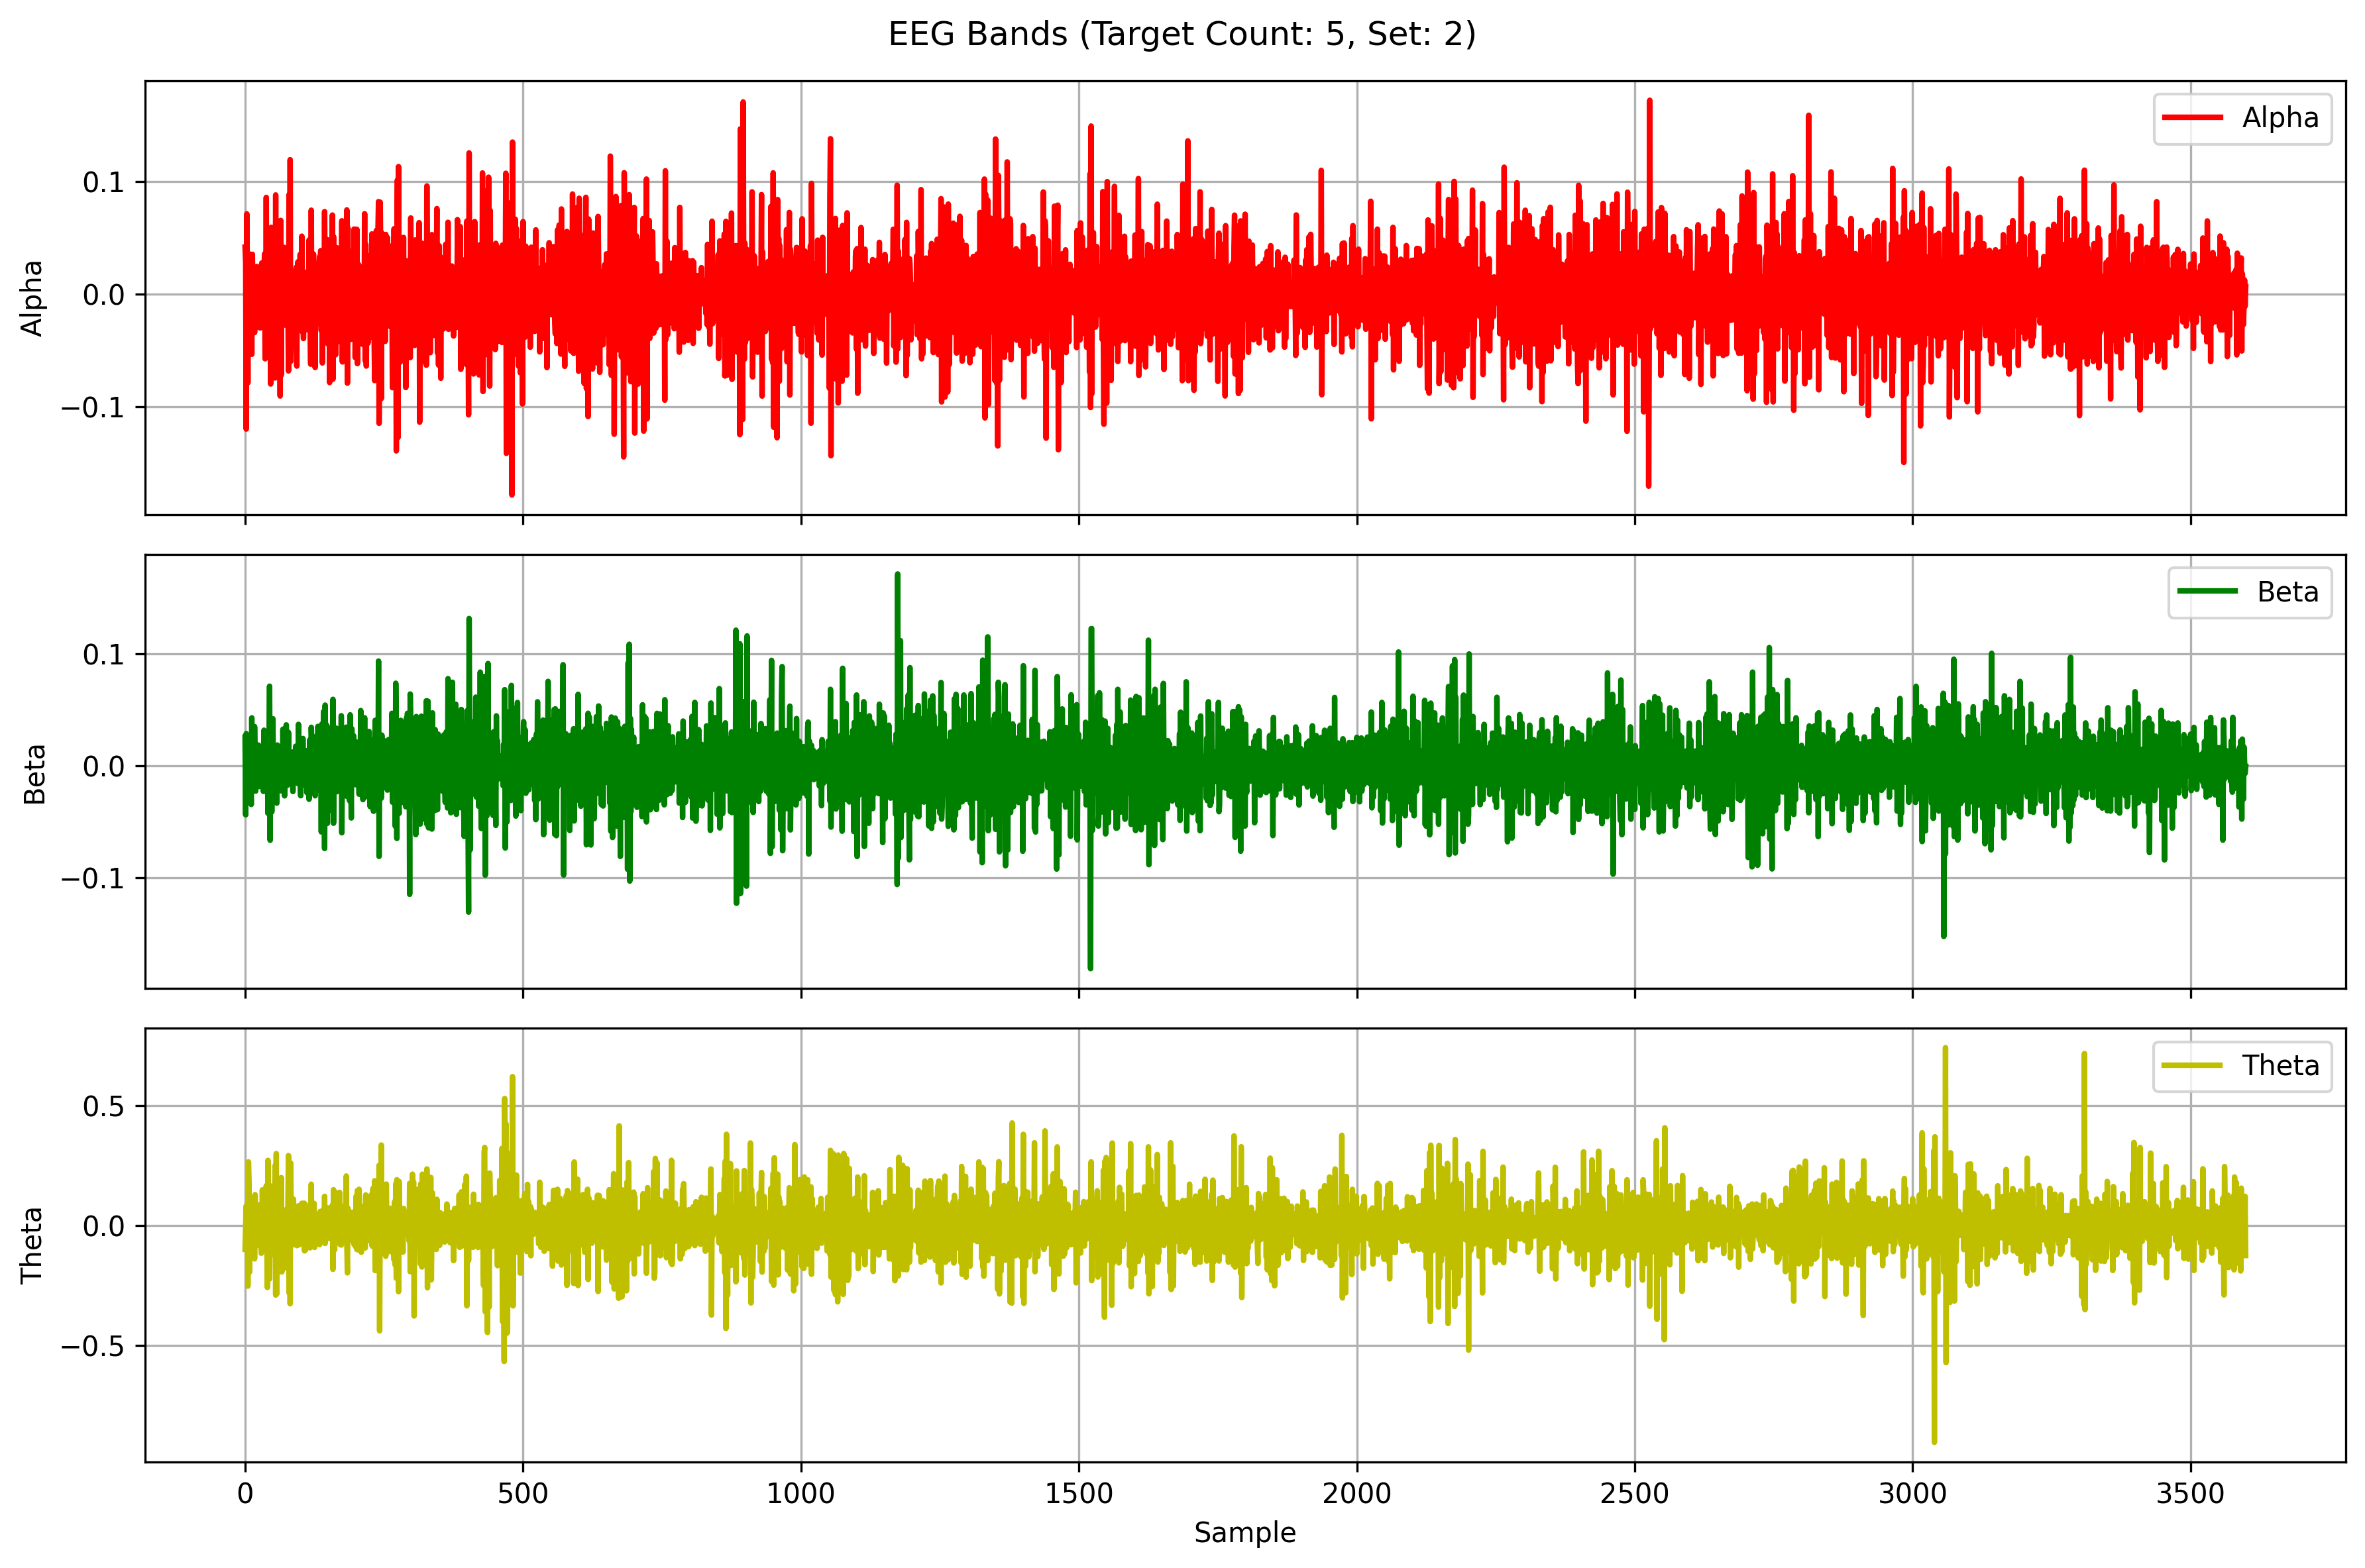 EEG Bands (Target Count: 5, Set: 2)
Alpha
0.1
0.0
−0.1
Alpha
Beta
0.1
0.0
−0.1
Beta
Theta
0.5
0.0
−0.5
Theta
0 500 1000 1500 2000 2500 3000 3500
Sample